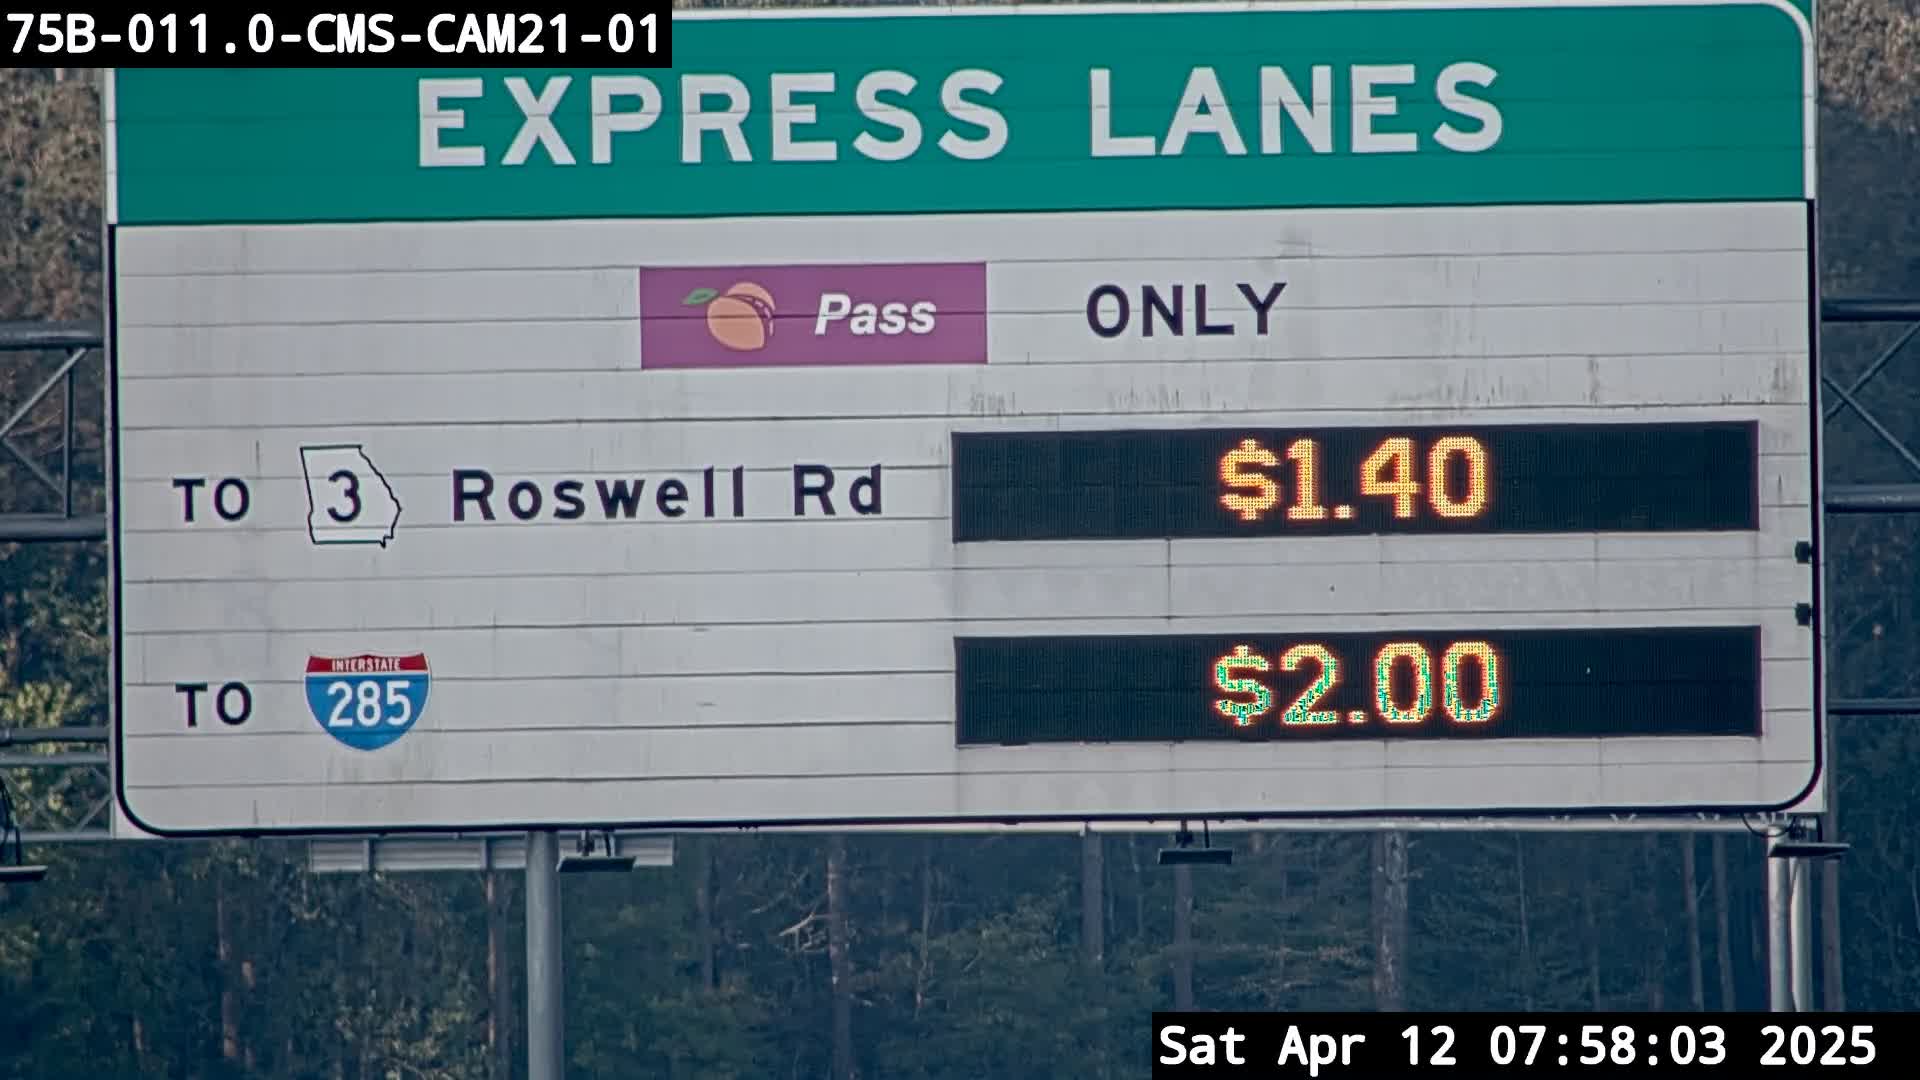 75B-011.0-CMS-CAM21-01
EXPRESS LANES
Pass ONLY
TO 3 Roswell Rd $1.40
INTERSTATE
TO 285 $2.00
Sat Apr 12 07:58:03 2025